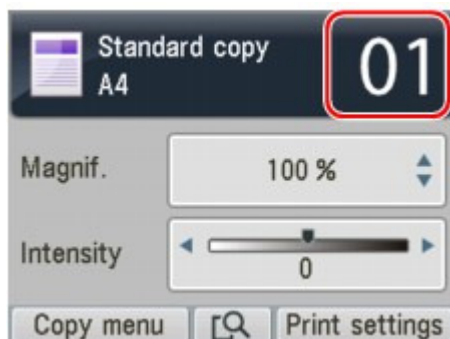 Standard copy
A4
01
Magnif.
100 %
Intensity
0
Copy menu
Print settings